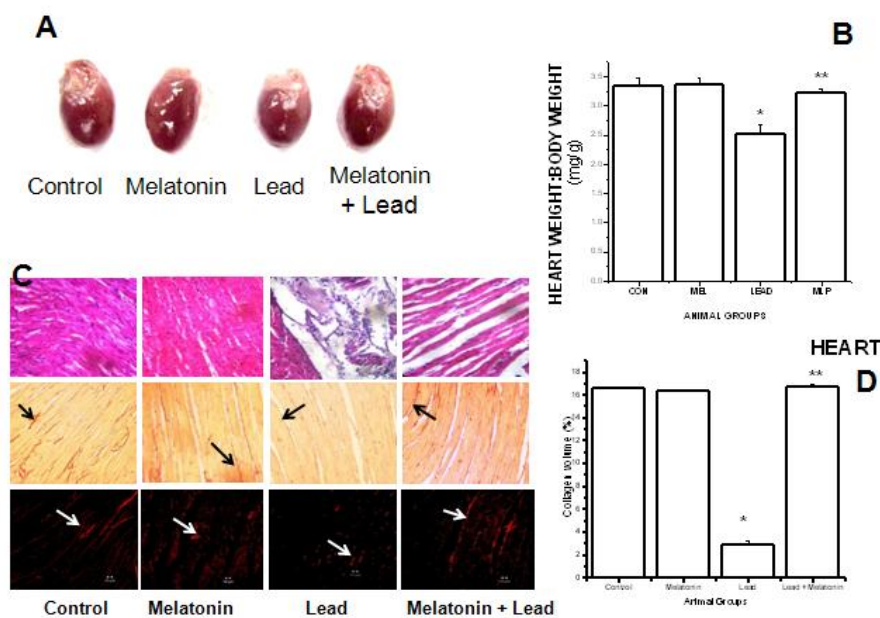 A
Control
Melatonin
Lead
Melatonin
+ Lead
B
HEART WEIGHT:BODY WEIGHT
(mg/g)
3.5
3.0
2.5
2.0
1.5
1.0
0.5
0.0
*
**
CON
MEL
LEAD
MLP
ANIMAL GROUPS
C
Control
Melatonin
Lead
Melatonin + Lead
HEART
D
Collagen volume (%)
18
16
14
12
10
8
6
4
2
0
*
**
Control
Melatonin
Lead
Lead + Melatonin
Animal Groups